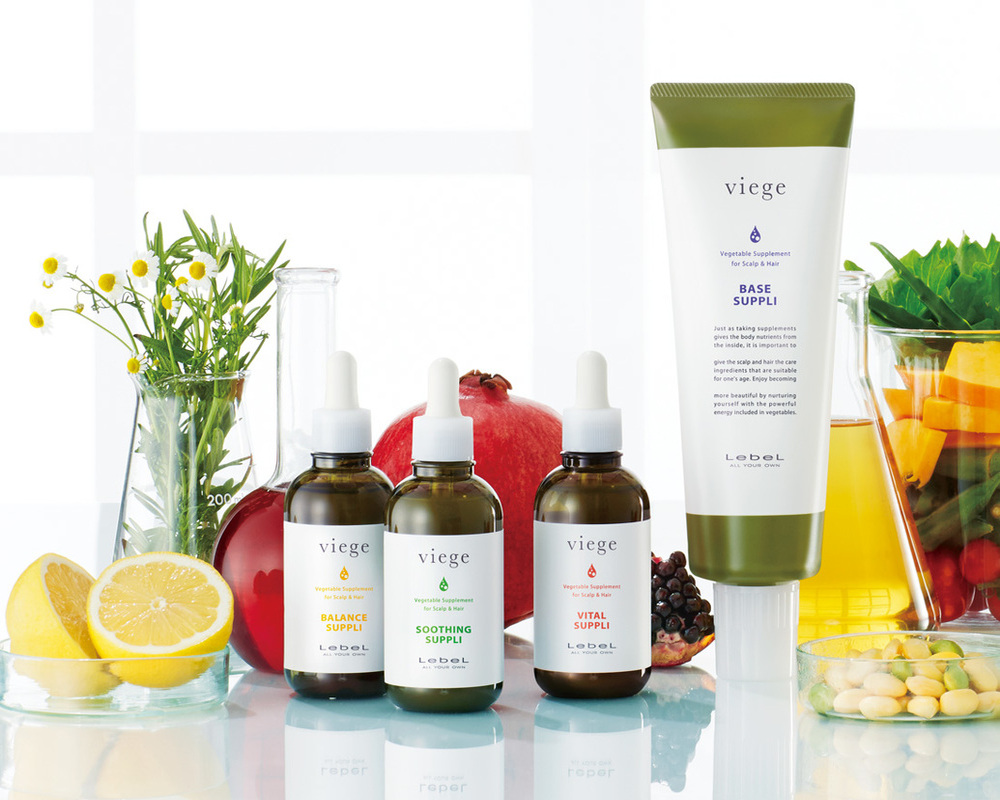 viege
Vegetable Supplement
for Scalp & Hair
BASE
SUPPLI
Just as taking supplements
gives the body nutrients from
the inside, it is important to
give the scalp and hair the care
ingredients that are suitable
for one's age. Enjoy becoming
more beautiful by nurturing
yourself with the powerful
energy included in vegetables.
LebeL
ALL YOUR OWN
200
viege
Vegetable Supplement
for Scalp & Hair
BALANCE
SUPPLI
LebeL
ALL YOUR OWN
viege
Vegetable Supplement
for Scalp & Hair
SOOTHING
SUPPLI
LebeL
ALL YOUR OWN
viege
Vegetable Supplement
for Scalp & Hair
VITAL
SUPPLI
LebeL
ALL YOUR OWN